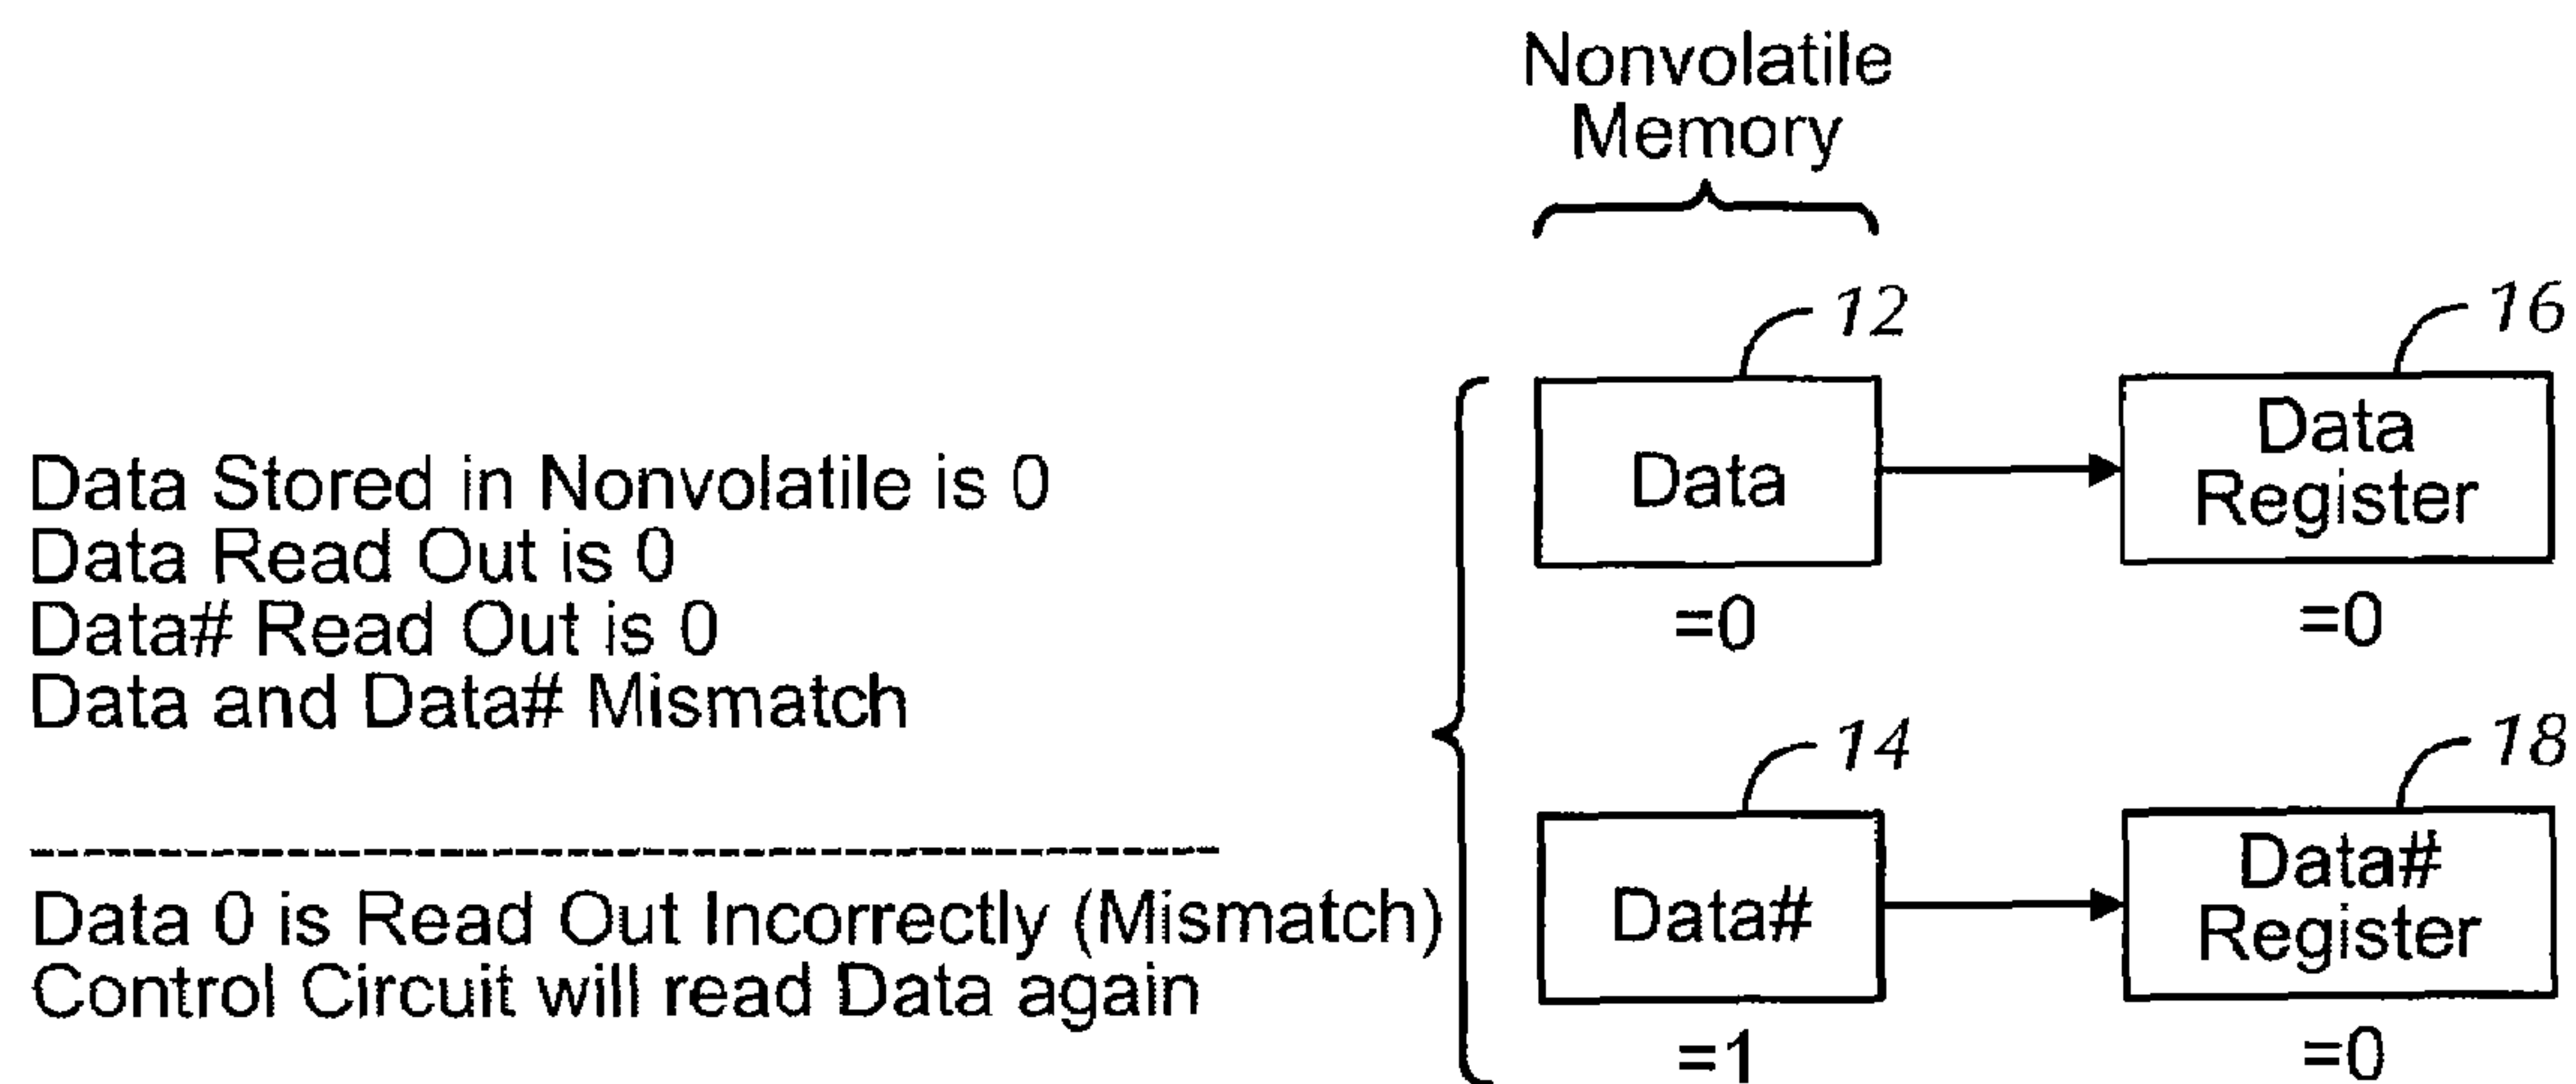 Nonvolatile
Memory
12
16
Data Stored in Nonvolatile is 0
Data Read Out is 0
Data# Read Out is 0
Data and Data# Mismatch
Data
=0
Data
Register
=0
14
18
Data 0 is Read Out Incorrectly (Mismatch)
Control Circuit will read Data again
Data#
=1
Data#
Register
=0